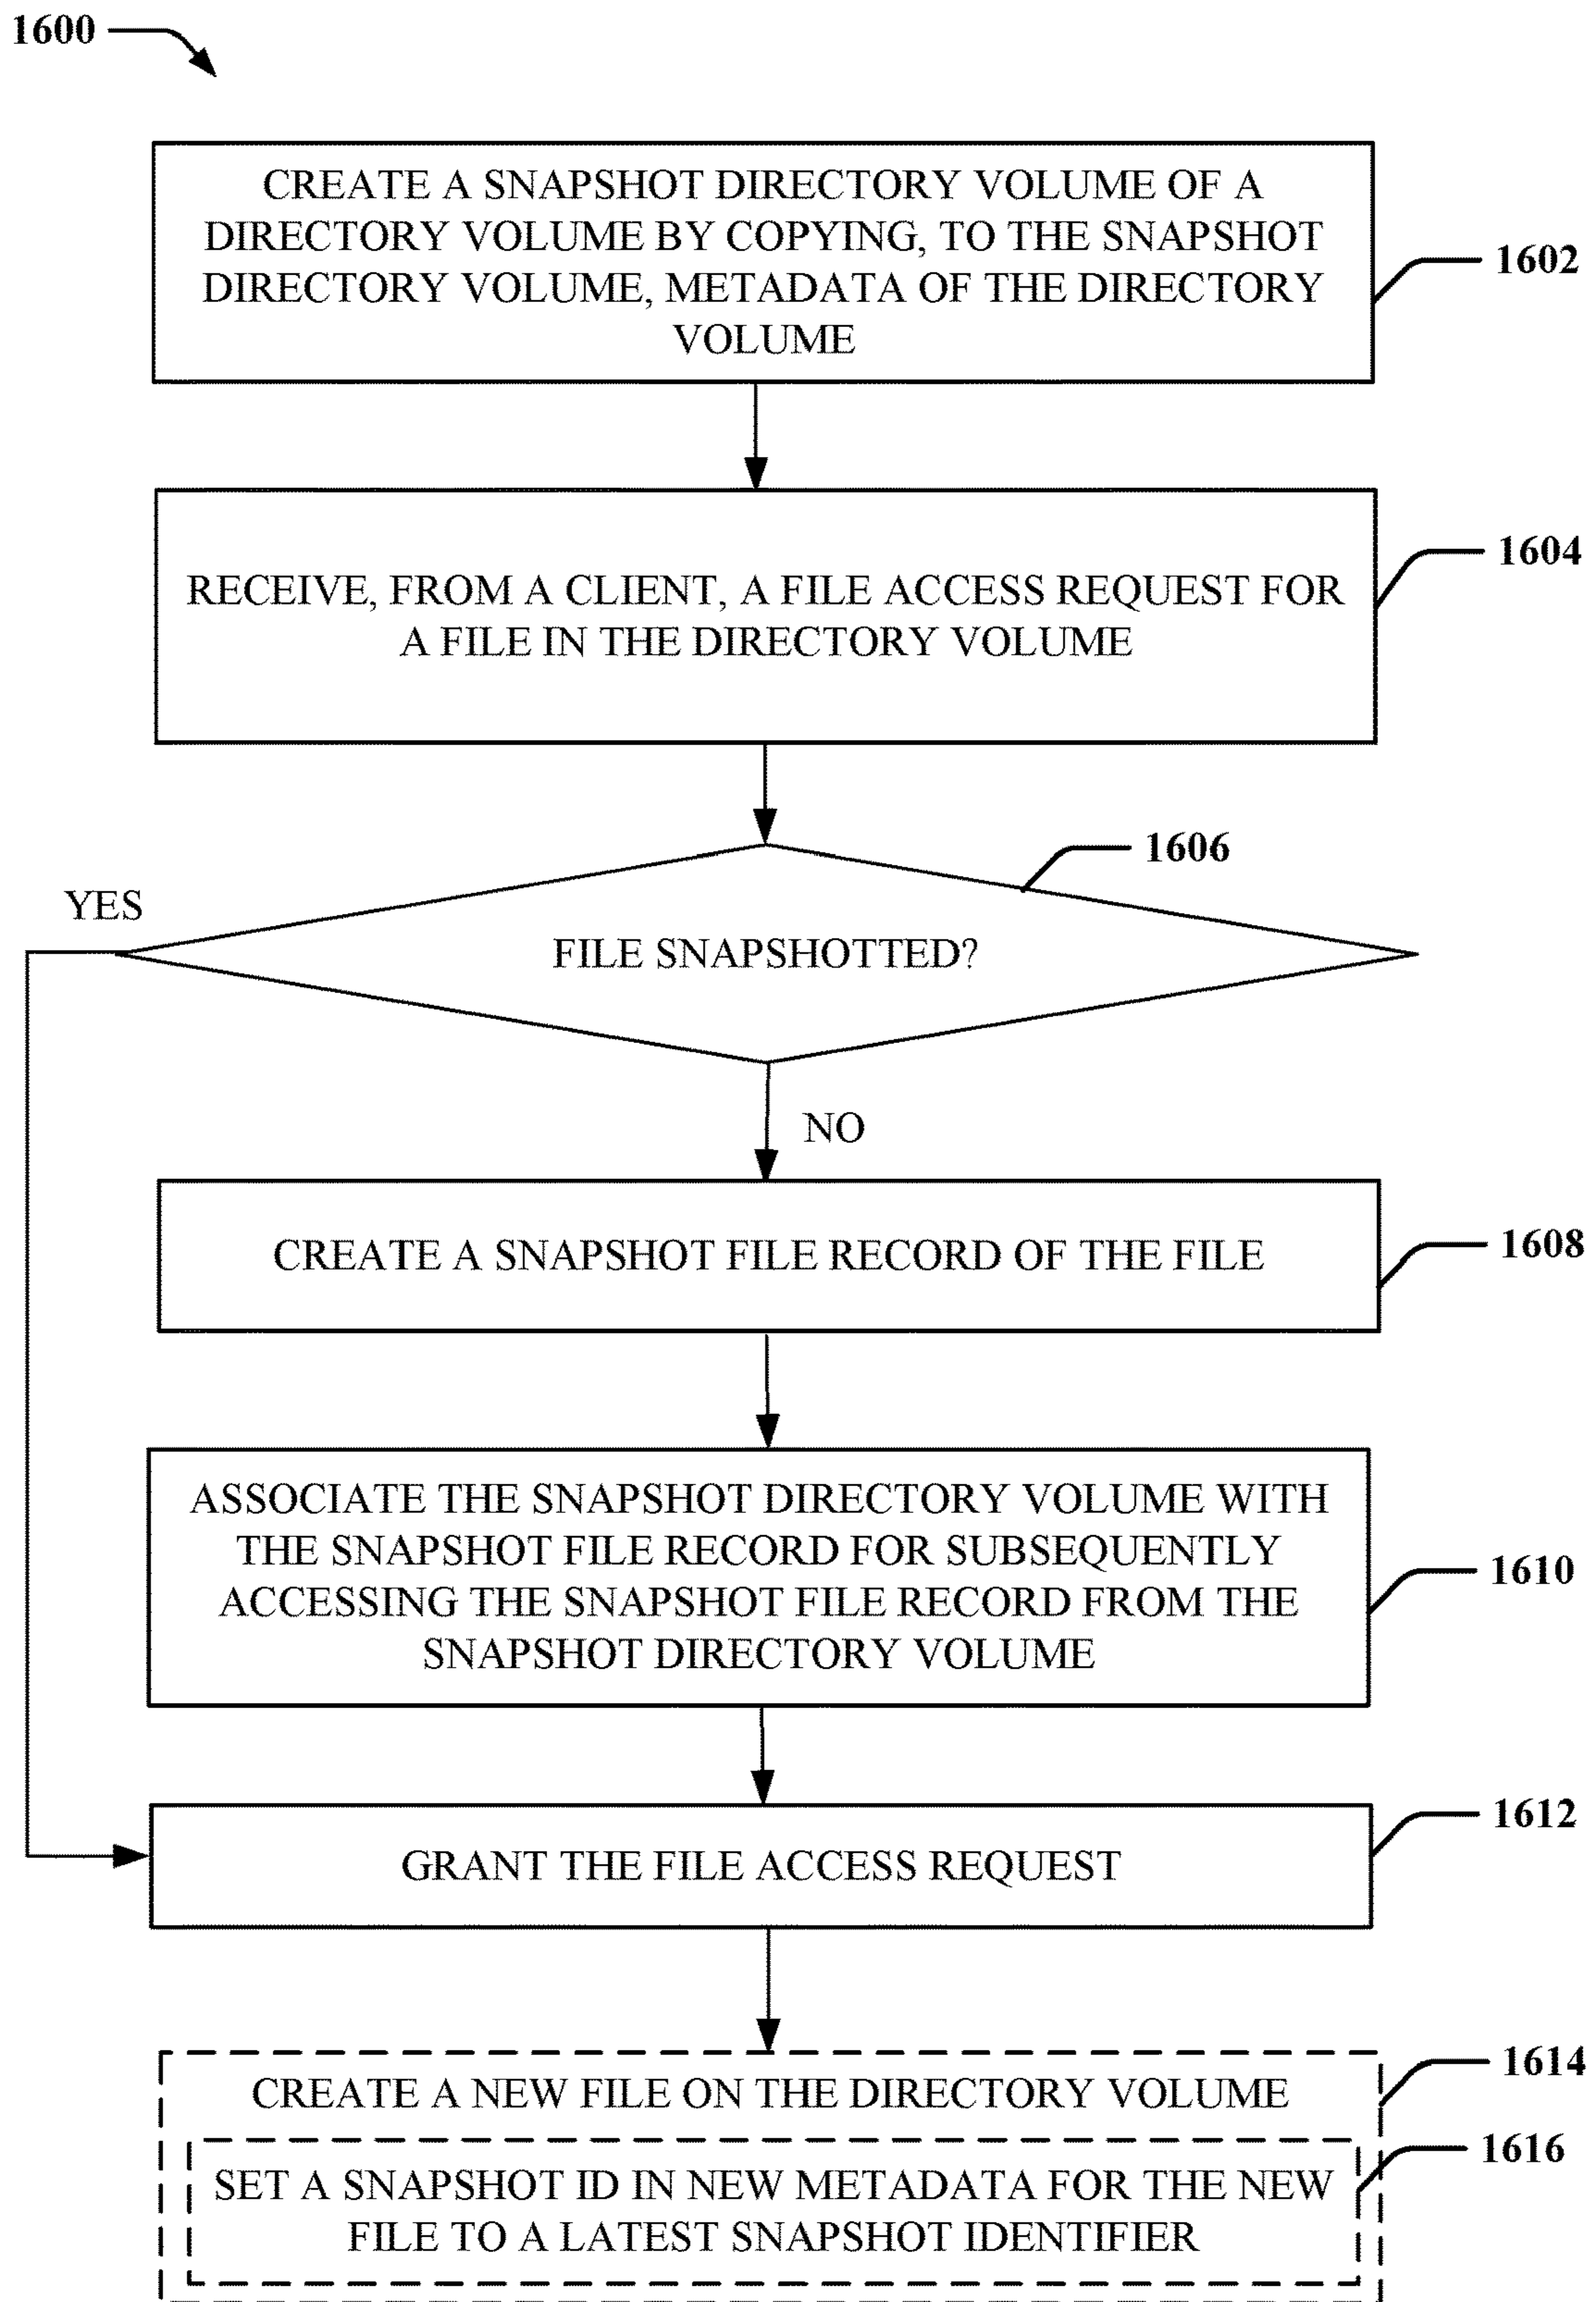 1600
CREATE A SNAPSHOT DIRECTORY VOLUME OF A
DIRECTORY VOLUME BY COPYING, TO THE SNAPSHOT
DIRECTORY VOLUME, METADATA OF THE DIRECTORY
VOLUME
1602
RECEIVE, FROM A CLIENT, A FILE ACCESS REQUEST FOR
A FILE IN THE DIRECTORY VOLUME
1604
1606
YES
FILE SNAPSHOTTED?
NO
CREATE A SNAPSHOT FILE RECORD OF THE FILE
1608
ASSOCIATE THE SNAPSHOT DIRECTORY VOLUME WITH
THE SNAPSHOT FILE RECORD FOR SUBSEQUENTLY
ACCESSING THE SNAPSHOT FILE RECORD FROM THE
SNAPSHOT DIRECTORY VOLUME
1610
GRANT THE FILE ACCESS REQUEST
1612
CREATE A NEW FILE ON THE DIRECTORY VOLUME
1614
SET A SNAPSHOT ID IN NEW METADATA FOR THE NEW
FILE TO A LATEST SNAPSHOT IDENTIFIER
1616